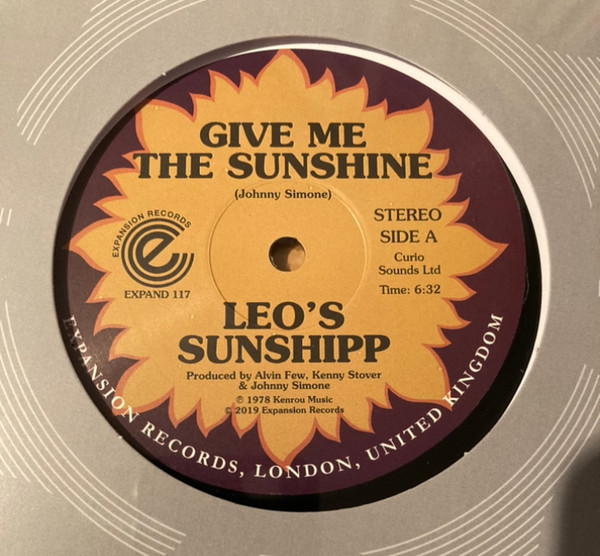 GIVE ME
THE SUNSHINE
(Johnny Simone)
EXPANSION RECORDS
EXPAND 117
STEREO
SIDE A
Curio
Sounds Ltd
Time: 6:32
LEO'S
SUNSHIPP
Produced by Alvin Few, Kenny Stover
& Johnny Simone
℗ 1978 Kenrou Music
© 2019 Expansion Records
EXPANSION RECORDS, LONDON, UNITED KINGDOM